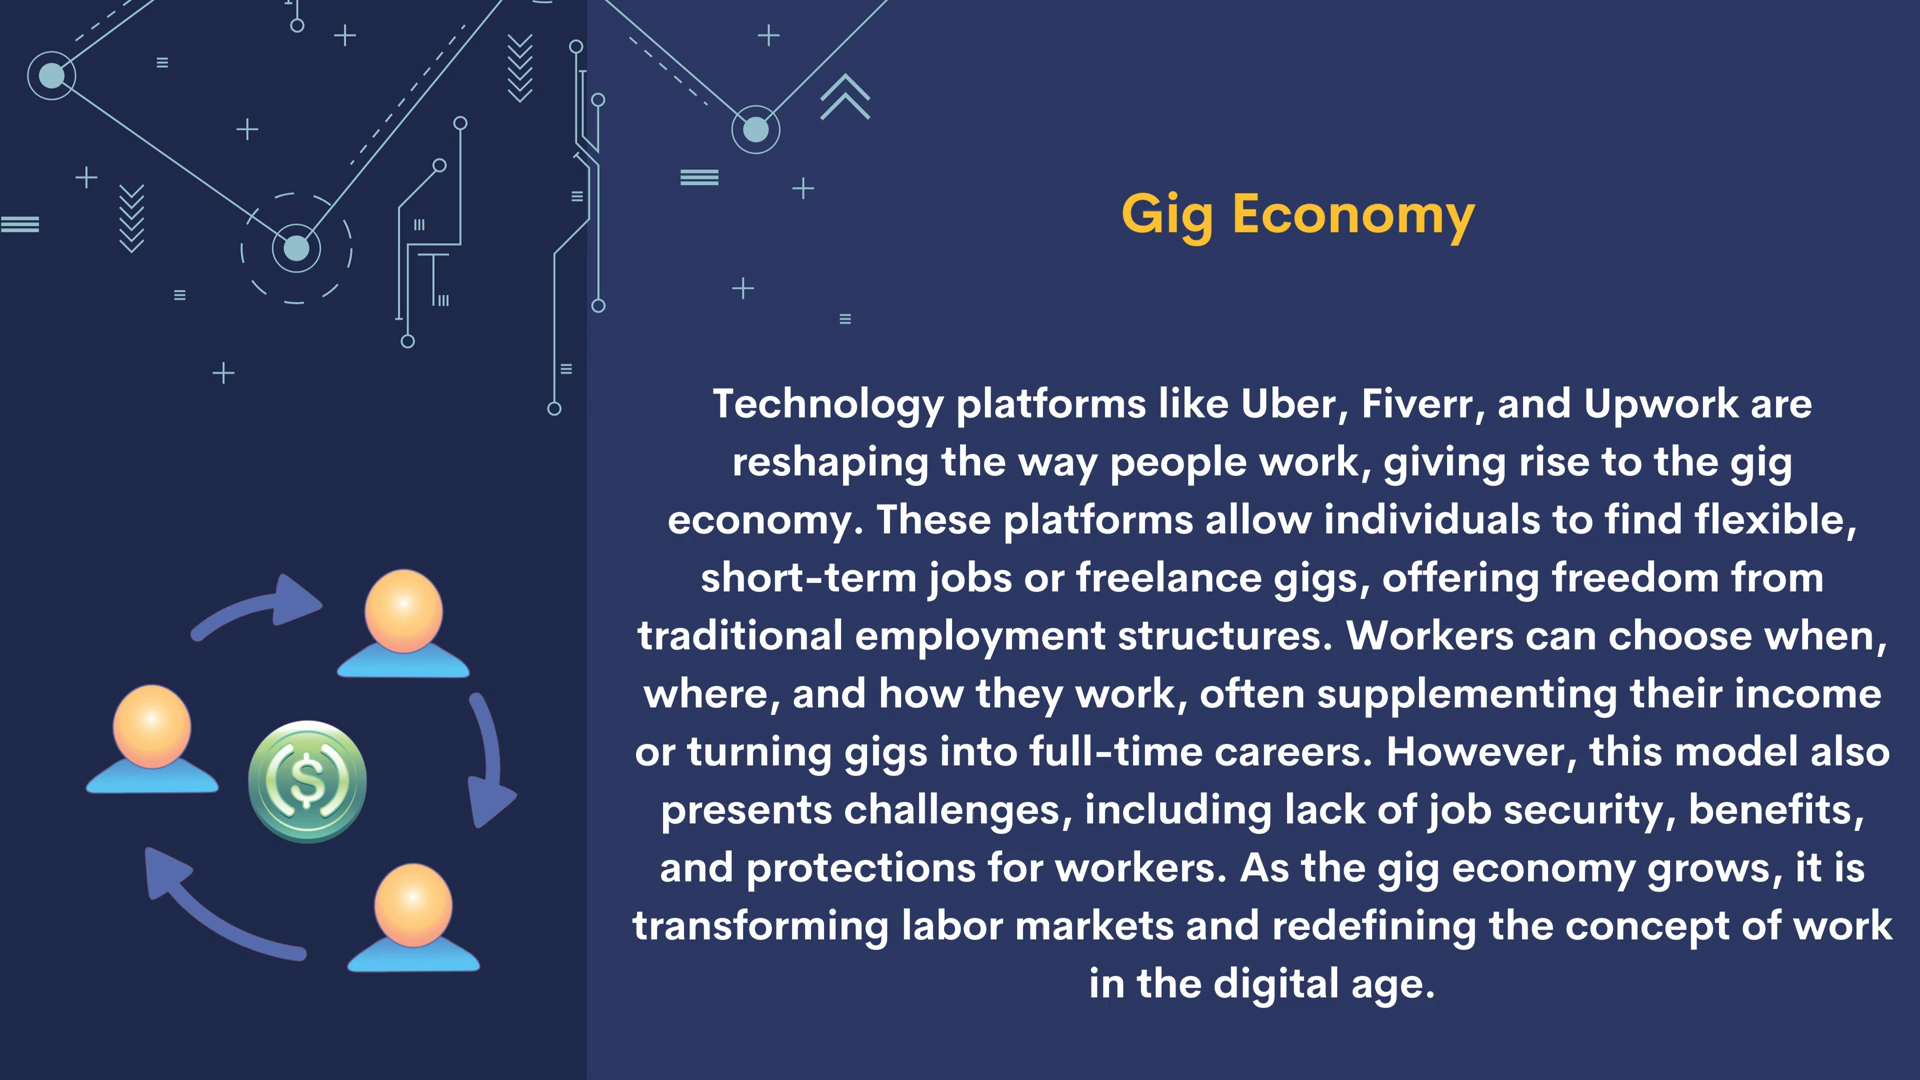 Gig Economy
Technology platforms like Uber, Fiverr, and Upwork are
reshaping the way people work, giving rise to the gig
economy. These platforms allow individuals to find flexible,
short-term jobs or freelance gigs, offering freedom from
traditional employment structures. Workers can choose when,
where, and how they work, often supplementing their income
or turning gigs into full-time careers. However, this model also
presents challenges, including lack of job security, benefits,
and protections for workers. As the gig economy grows, it is
transforming labor markets and redefining the concept of work
in the digital age.
$